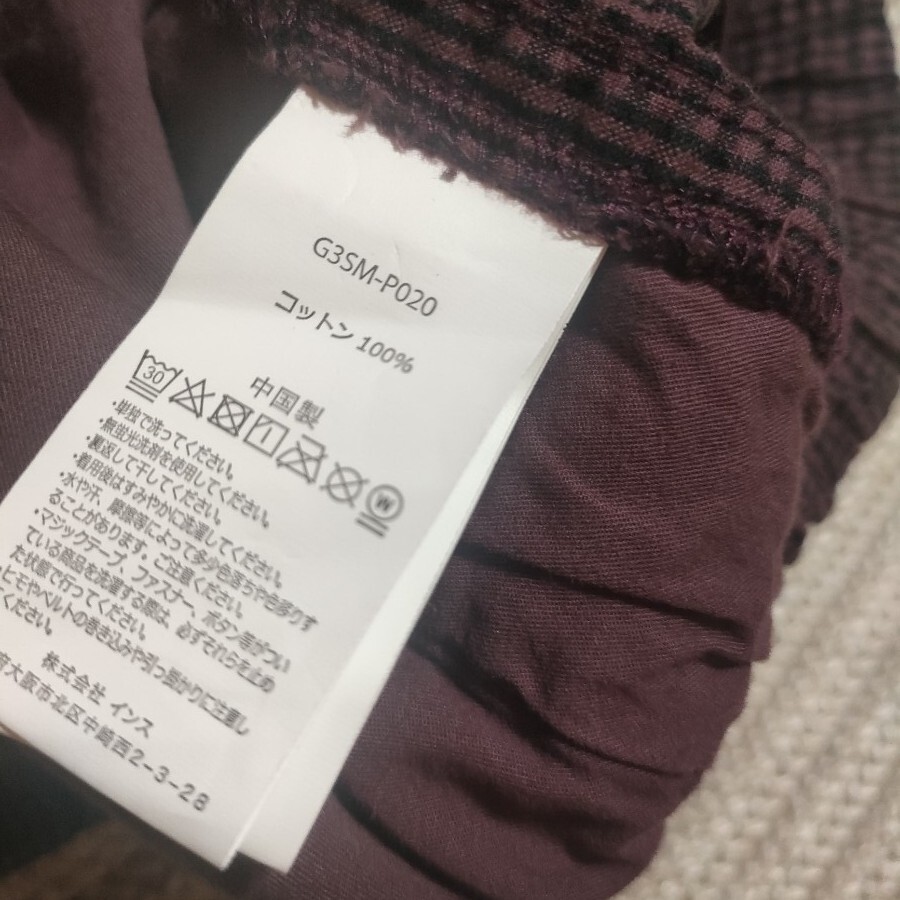 G3SM-P020
コットン 100%
中国製
30
W
・単独で洗ってください。
・無蛍光洗剤を使用してください。
・裏返して干してください。
・着用後はすみやかに洗濯してください。
・水や汗、摩擦等によって多少色落ちや色移りす
ることがあります。ご注意ください。
・マジックテープ、ファスナー、ボタン等がつい
ている商品を洗濯する際は、必ずそれらを止め
た状態で行ってください。
ヒモやベルトの巻き込みや引っ掛かりに注意し
ください。
株式会社 インス
大阪市北区中崎西2-3-28